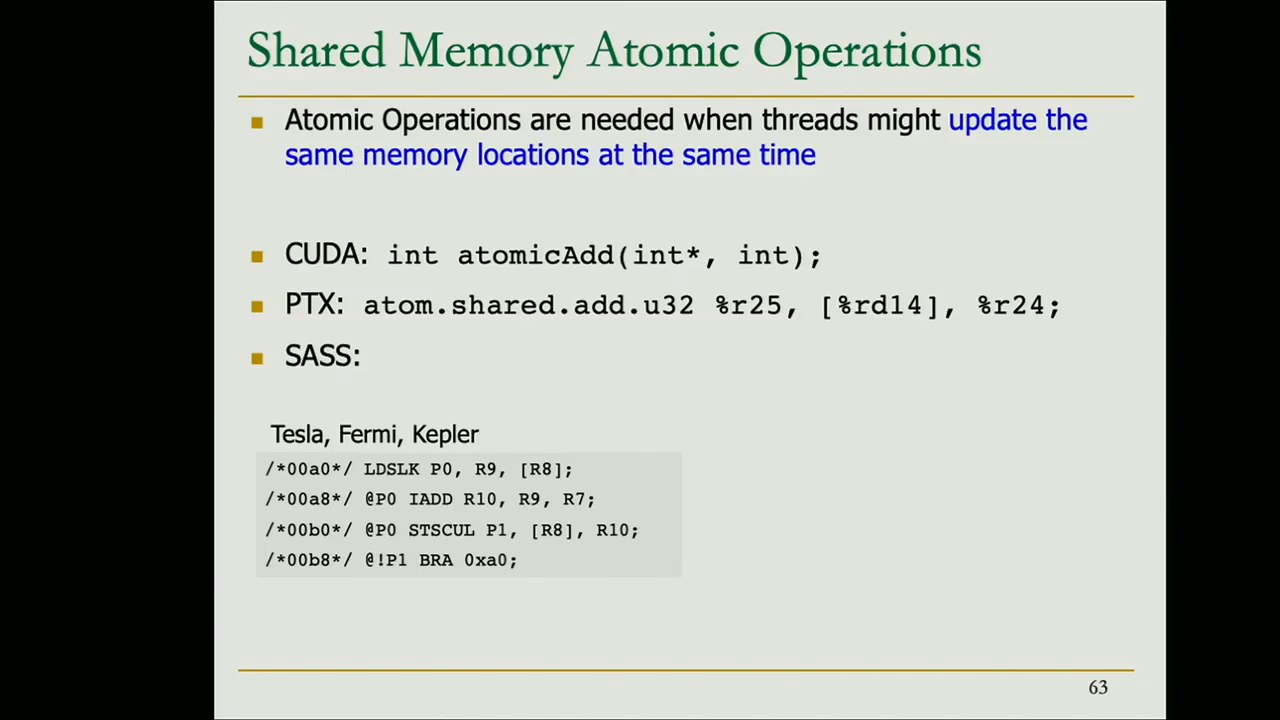 Shared Memory Atomic Operations
Atomic Operations are needed when threads might update the
same memory locations at the same time
CUDA: int atomicAdd(int*, int);
PTX: atom.shared.add.u32 %r25, [%rd14], %r24;
SASS:
Tesla, Fermi, Kepler
/*00a0*/ LDSLK P0, R9, [R8];
/*00a8*/ @P0 IADD R10, R9, R7;
/*00b0*/ @P0 STSCUL P1, [R8], R10;
/*00b8*/ @!P1 BRA 0xa0;
63